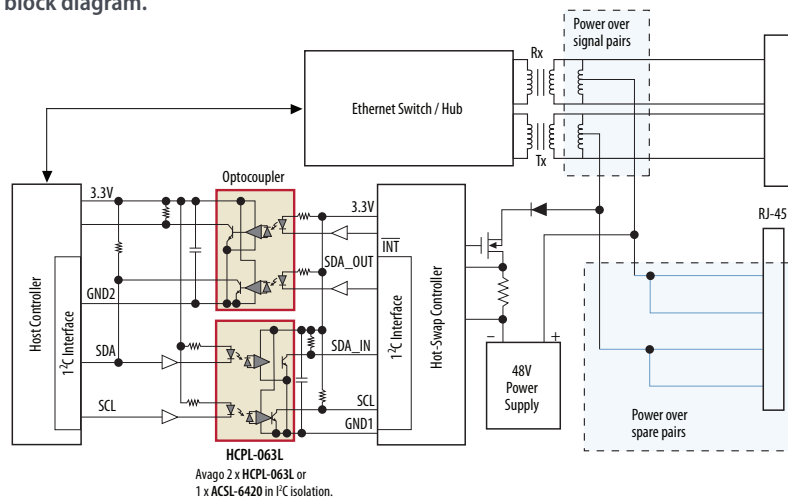 block diagram.
Power over
signal pairs
Rx
Ethernet Switch / Hub
Tx
Optocoupler
3.3V
3.3V
RJ-45
INT
SDA_OUT
GND2
Host Controller
1²C Interface
SDA
SDA_IN
1²C Interface
Hot-Swap Controller
– +
48V
Power
Supply
SCL
SCL
GND1
Power over
spare pairs
HCPL-063L
Avago 2 x HCPL-063L or
1 x ACSL-6420 in I²C isolation.